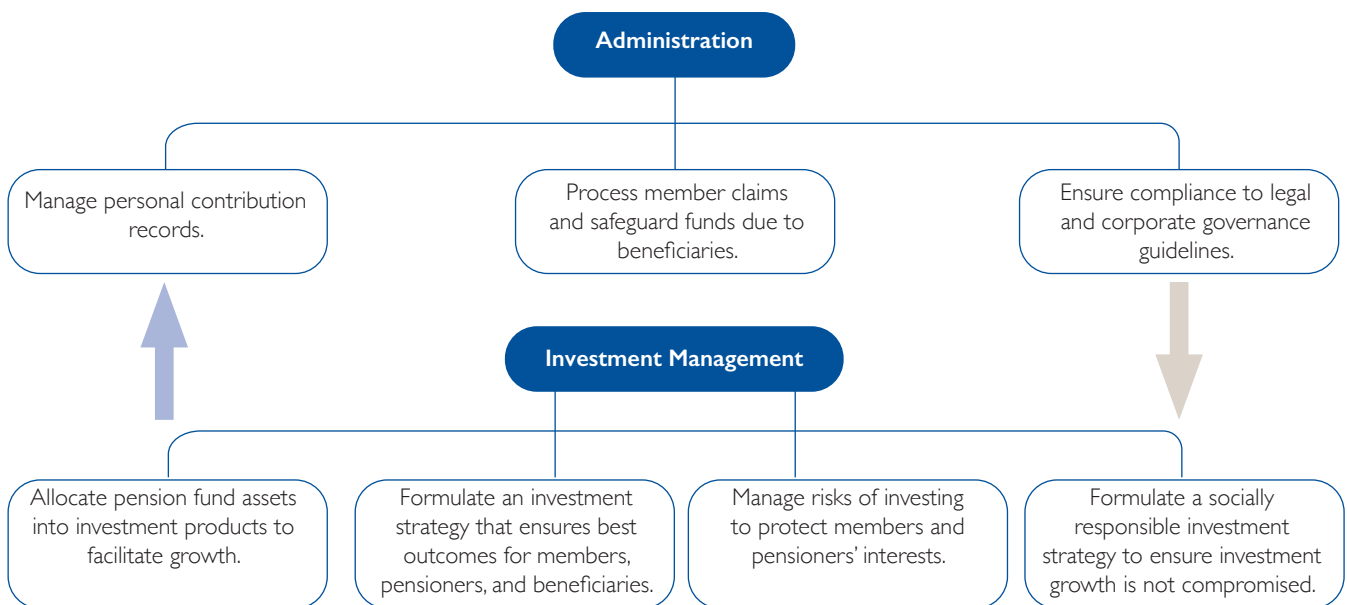 Administration
Manage personal contribution
records.
Process member claims
and safeguard funds due to
beneficiaries.
Ensure compliance to legal
and corporate governance
guidelines.
Investment Management
Allocate pension fund assets
into investment products to
facilitate growth.
Formulate an investment
strategy that ensures best
outcomes for members,
pensioners, and beneficiaries.
Manage risks of investing
to protect members and
pensioners’ interests.
Formulate a socially
responsible investment
strategy to ensure investment
growth is not compromised.